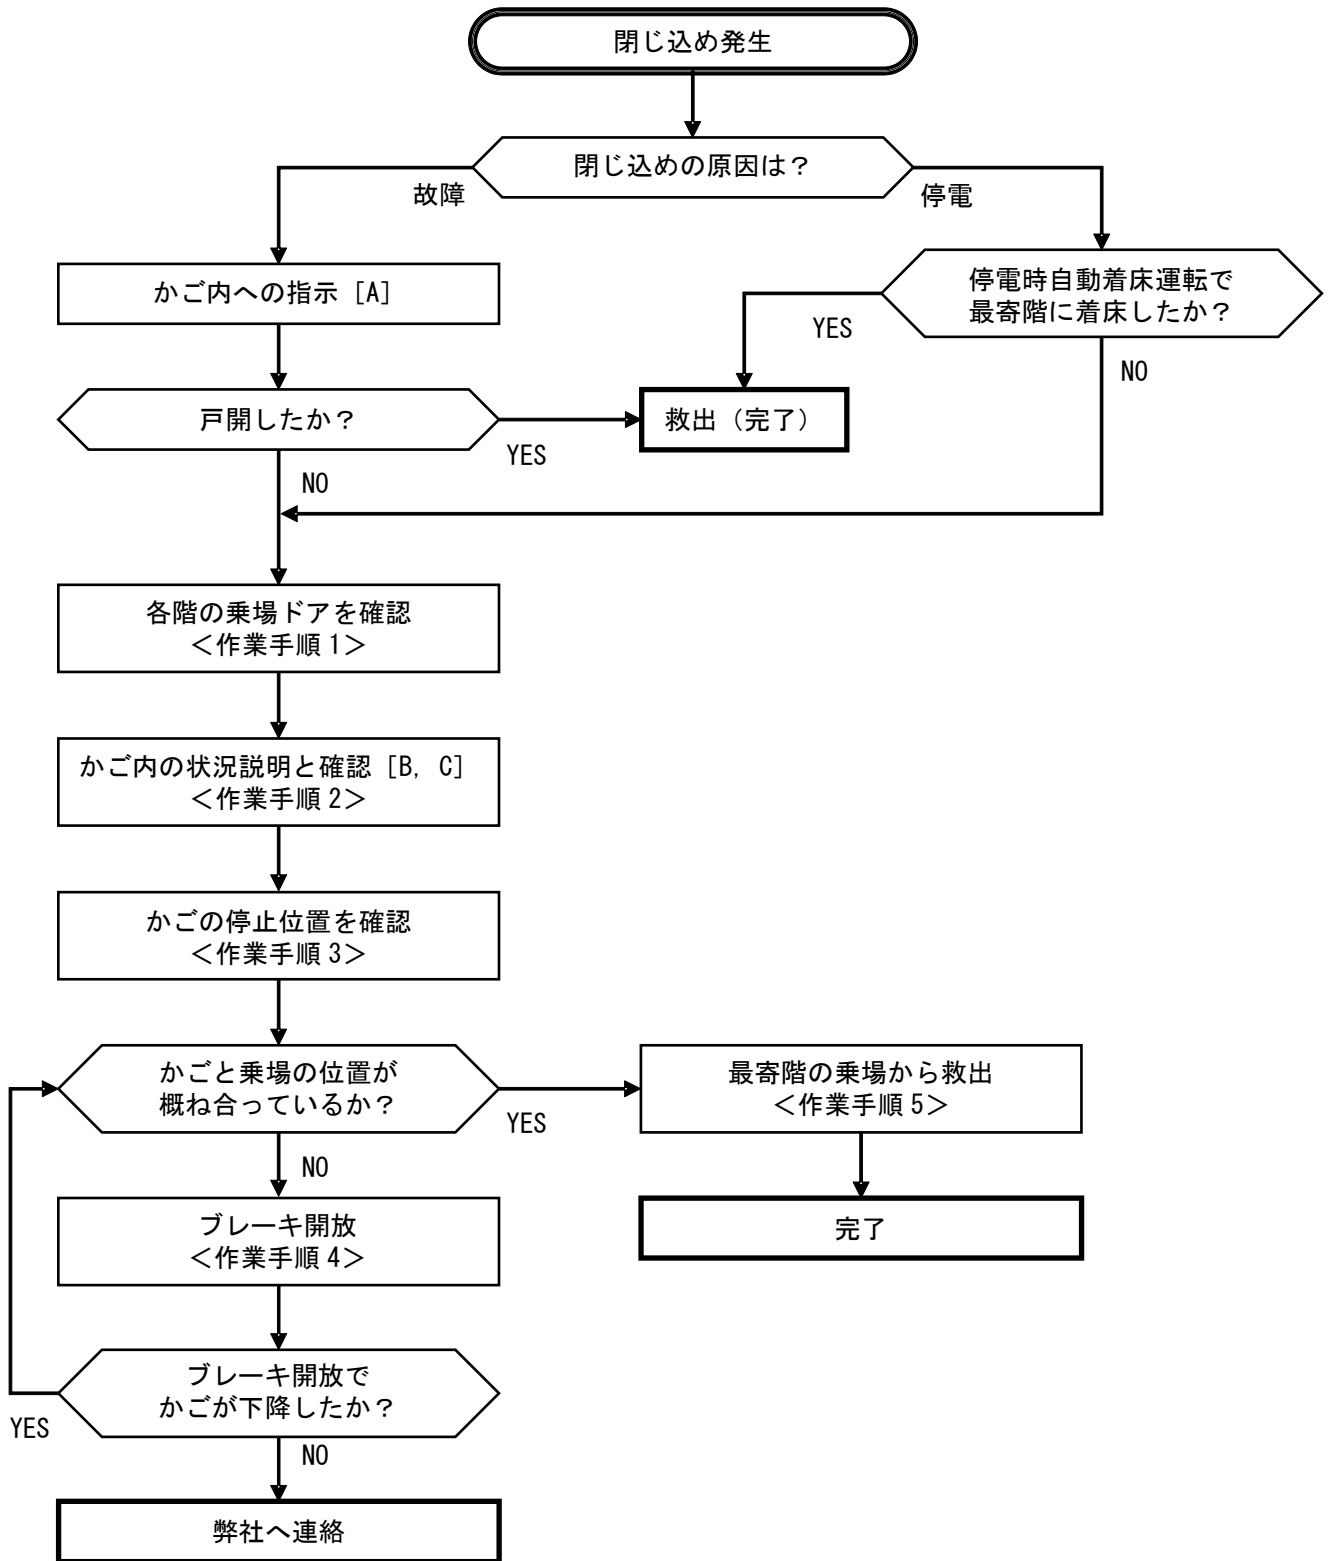 閉じ込め発生
閉じ込めの原因は？
故障
停電
かご内への指示［A］
停電時自動着床運転で
最寄階に着床したか？
YES
NO
戸開したか？
救出（完了）
YES
NO
各階の乗場ドアを確認
＜作業手順1＞
かご内の状況説明と確認［B, C］
＜作業手順2＞
かごの停止位置を確認
＜作業手順3＞
かごと乗場の位置が
概ね合っているか？
YES
最寄階の乗場から救出
＜作業手順5＞
NO
ブレーキ開放
＜作業手順4＞
完了
ブレーキ開放で
かごが下降したか？
YES
NO
弊社へ連絡